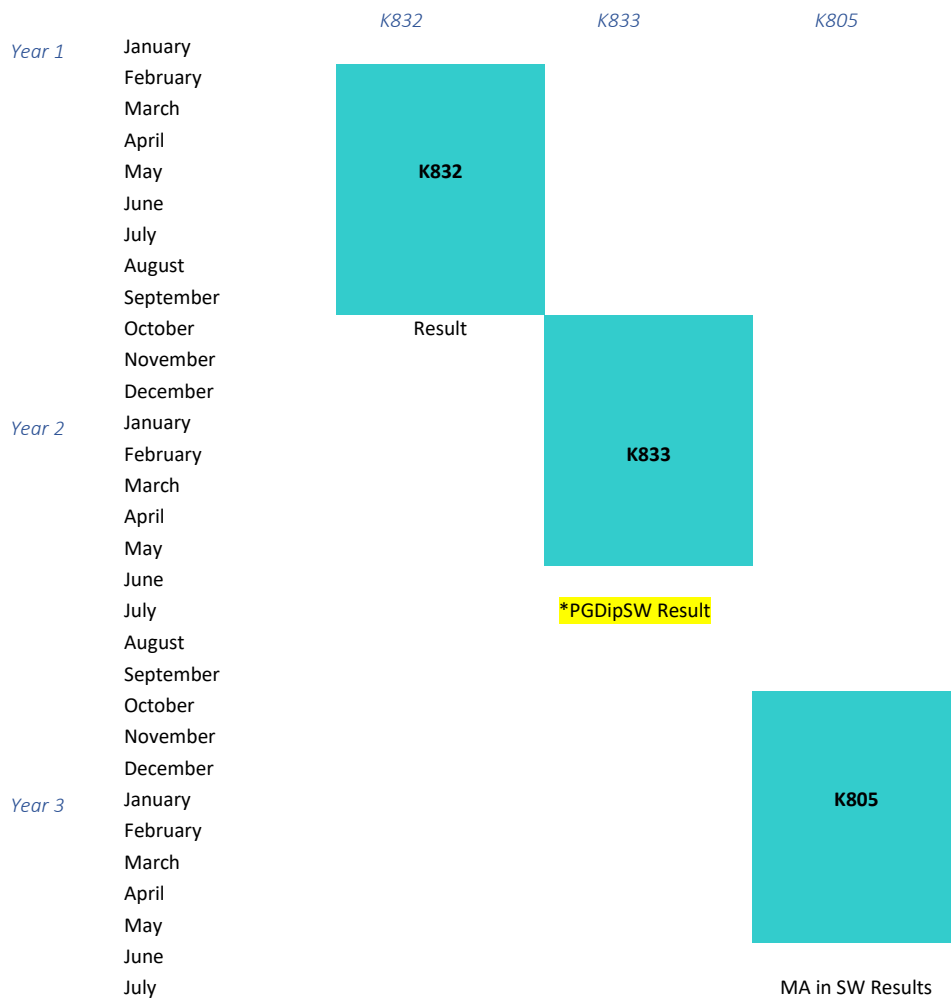 K832 K833 K805
Year 1 January
February
March
April
May K832
June
July
August
September
October Result
November
December
Year 2 January
February K833
March
April
May
June
July *PGDipSW Result
August
September
October
November
December
Year 3 January K805
February
March
April
May
June
July MA in SW Results